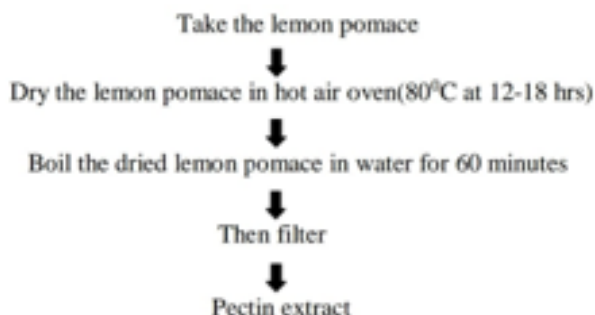 Take the lemon pomace
Dry the lemon pomace in hot air oven(80⁰C at 12-18 hrs)
Boil the dried lemon pomace in water for 60 minutes
Then filter
Pectin extract